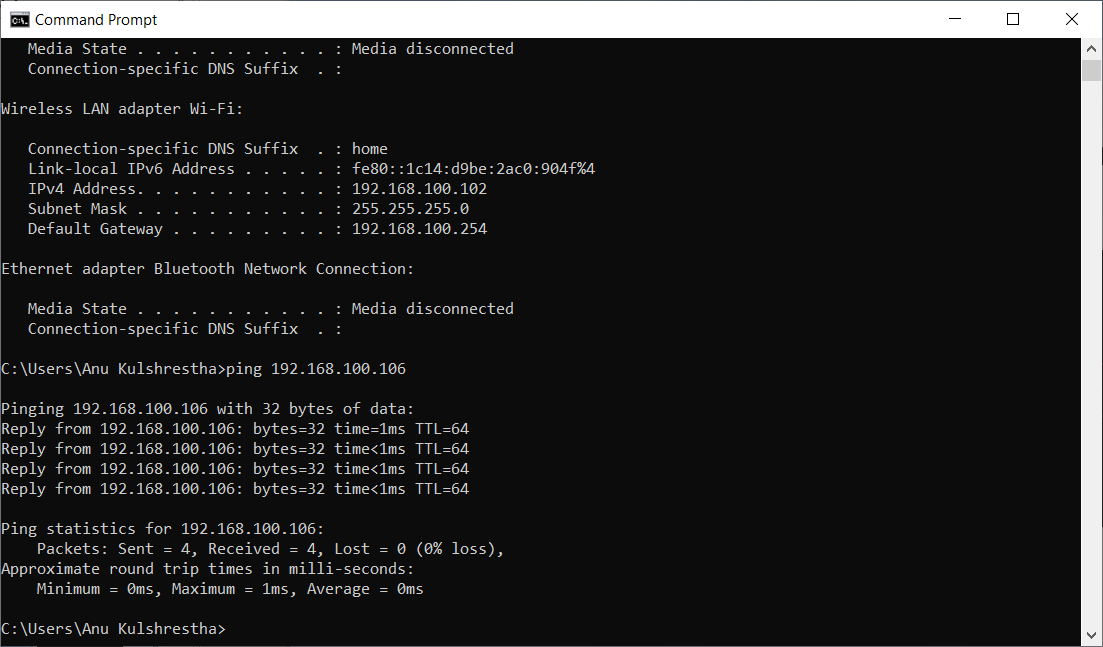 Command Prompt
Media State . . . . . . . . . . . : Media disconnected
Connection-specific DNS Suffix  . :
Wireless LAN adapter Wi-Fi:
Connection-specific DNS Suffix  . : home
Link-local IPv6 Address . . . . . : fe80::1c14:d9be:2ac0:904f%4
IPv4 Address. . . . . . . . . . . : 192.168.100.102
Subnet Mask . . . . . . . . . . . : 255.255.255.0
Default Gateway . . . . . . . . . : 192.168.100.254
Ethernet adapter Bluetooth Network Connection:
Media State . . . . . . . . . . . : Media disconnected
Connection-specific DNS Suffix  . :
C:\Users\Anu Kulshrestha>ping 192.168.100.106
Pinging 192.168.100.106 with 32 bytes of data:
Reply from 192.168.100.106: bytes=32 time=1ms TTL=64
Reply from 192.168.100.106: bytes=32 time<1ms TTL=64
Reply from 192.168.100.106: bytes=32 time<1ms TTL=64
Reply from 192.168.100.106: bytes=32 time<1ms TTL=64
Ping statistics for 192.168.100.106:
Packets: Sent = 4, Received = 4, Lost = 0 (0% loss),
Approximate round trip times in milli-seconds:
Minimum = 0ms, Maximum = 1ms, Average = 0ms
C:\Users\Anu Kulshrestha>